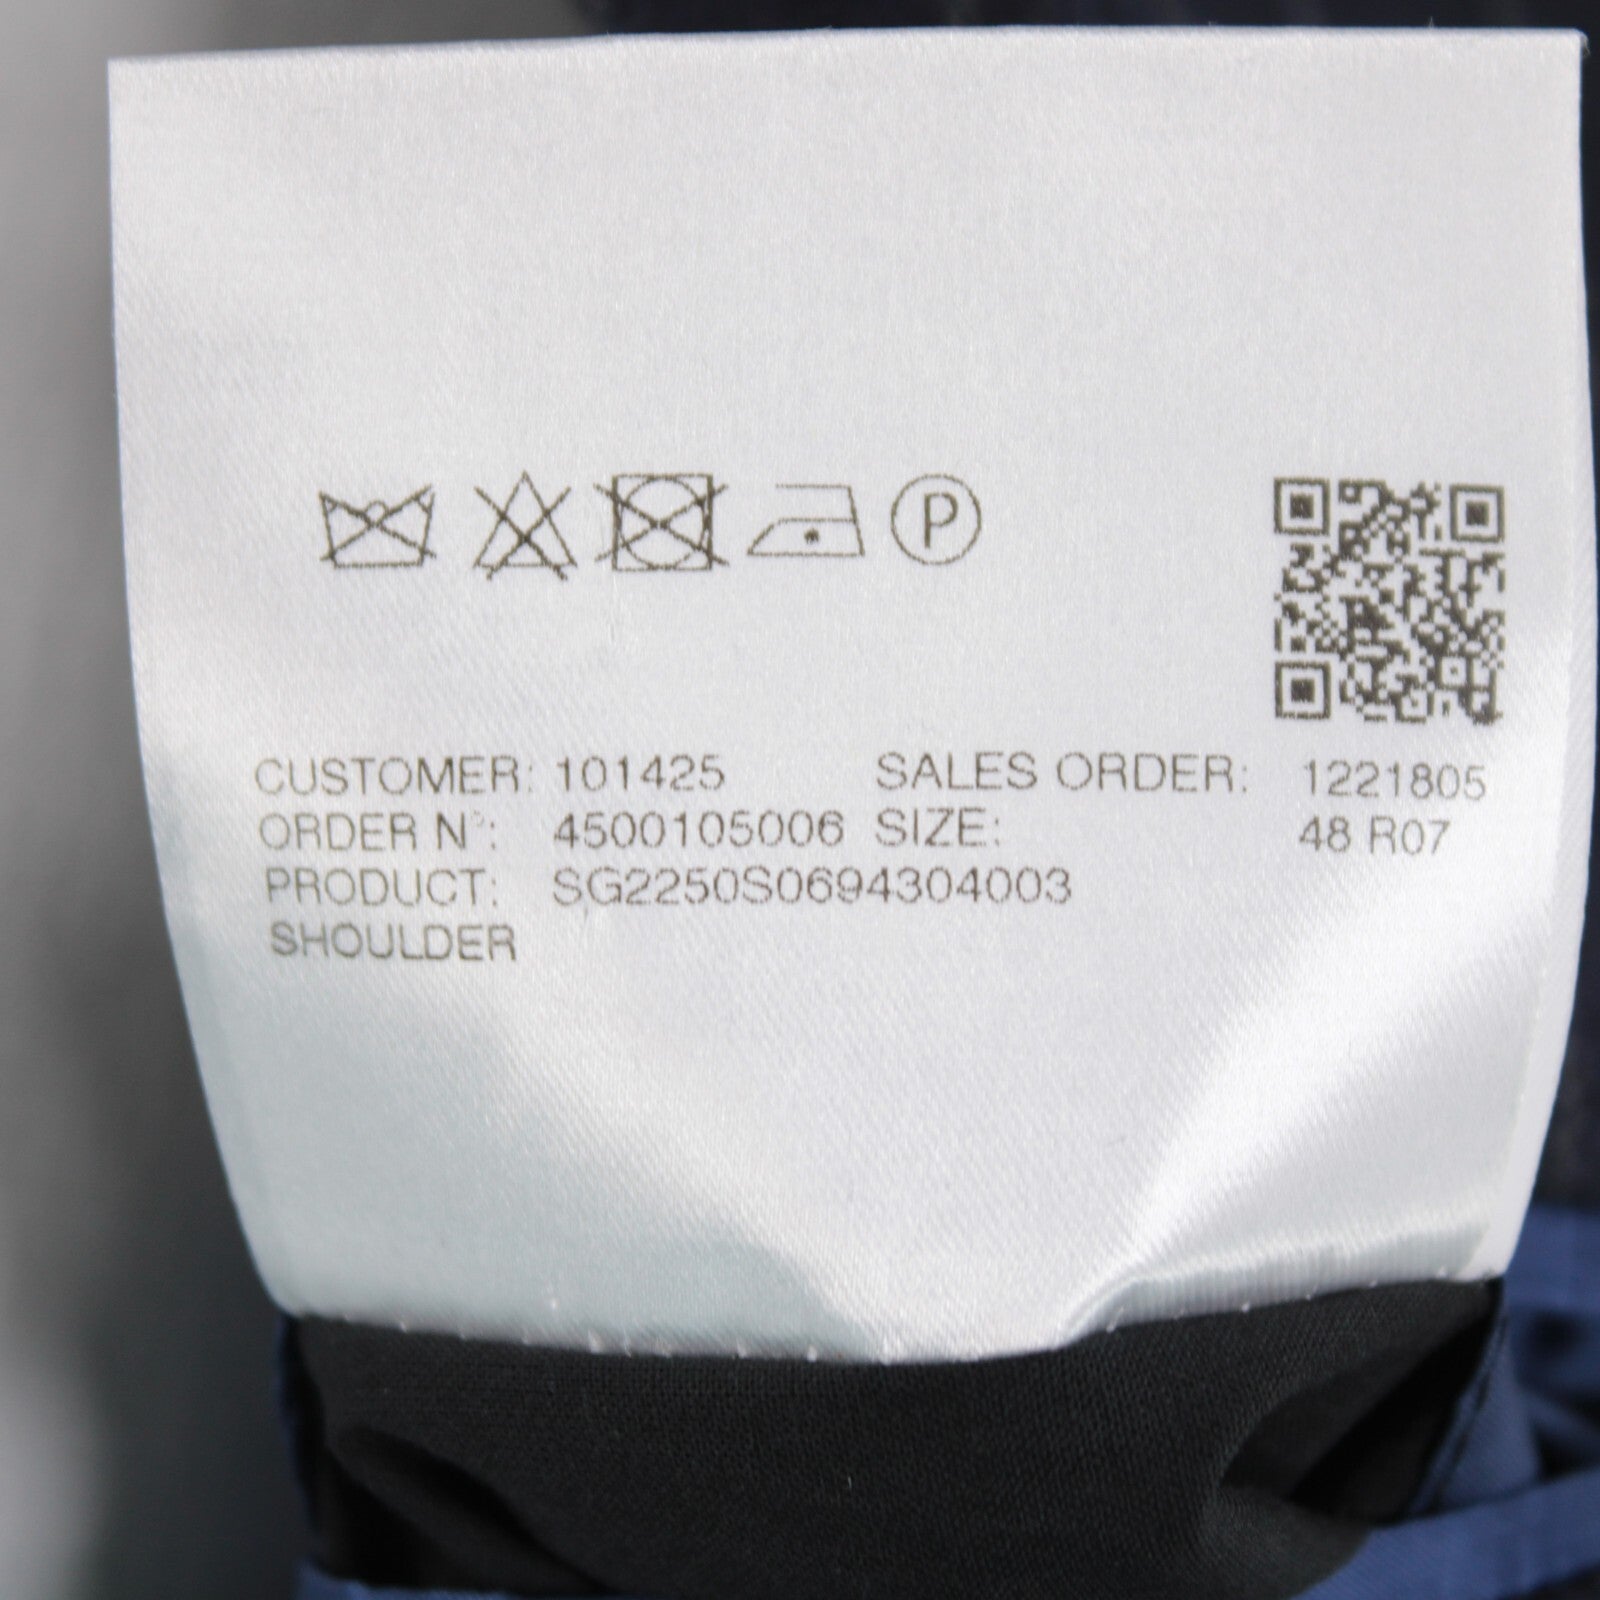 P
CUSTOMER: 101425 SALES ORDER: 1221805
ORDER N°: 4500105006 SIZE: 48 R07
PRODUCT: SG2250S0694304003
SHOULDER